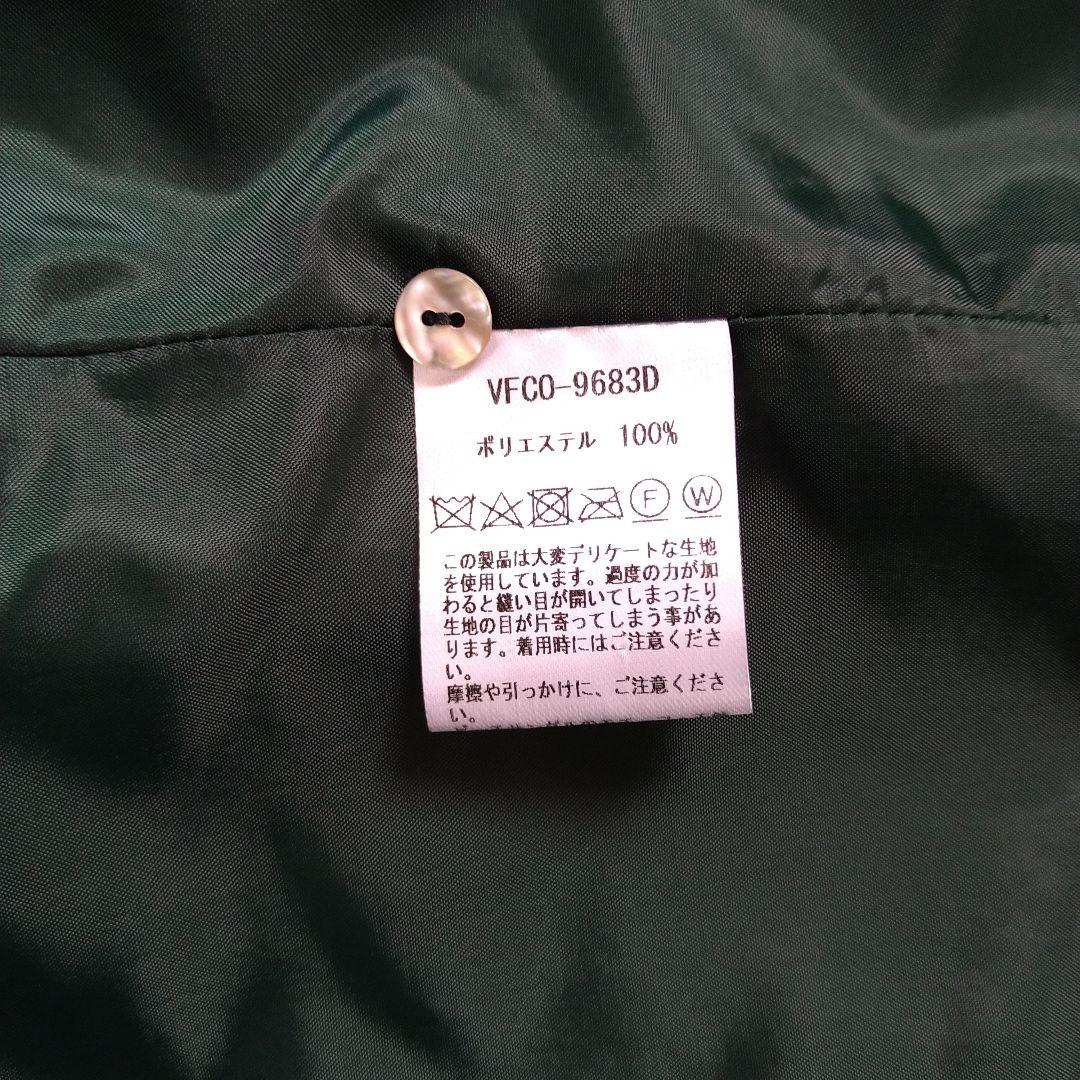 VFCO-9683D
ポリエステル 100%
F W
この製品は大変デリケートな生地
を使用しています。過度の力が加
わると縫い目が開いてしまったり
生地の目が片寄ってしまう事があ
ります。着用時にはご注意くださ
い。
摩擦や引っかけに、ご注意くださ
い。